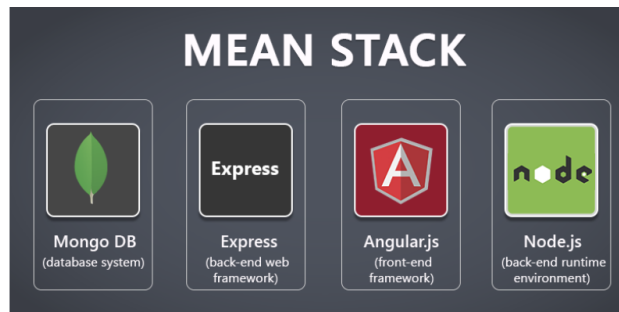 MEAN STACK
Express
node
Mongo DB
(database system)
Express
(back-end web
framework)
Angular.js
(front-end
framework)
Node.js
(back-end runtime
environment)